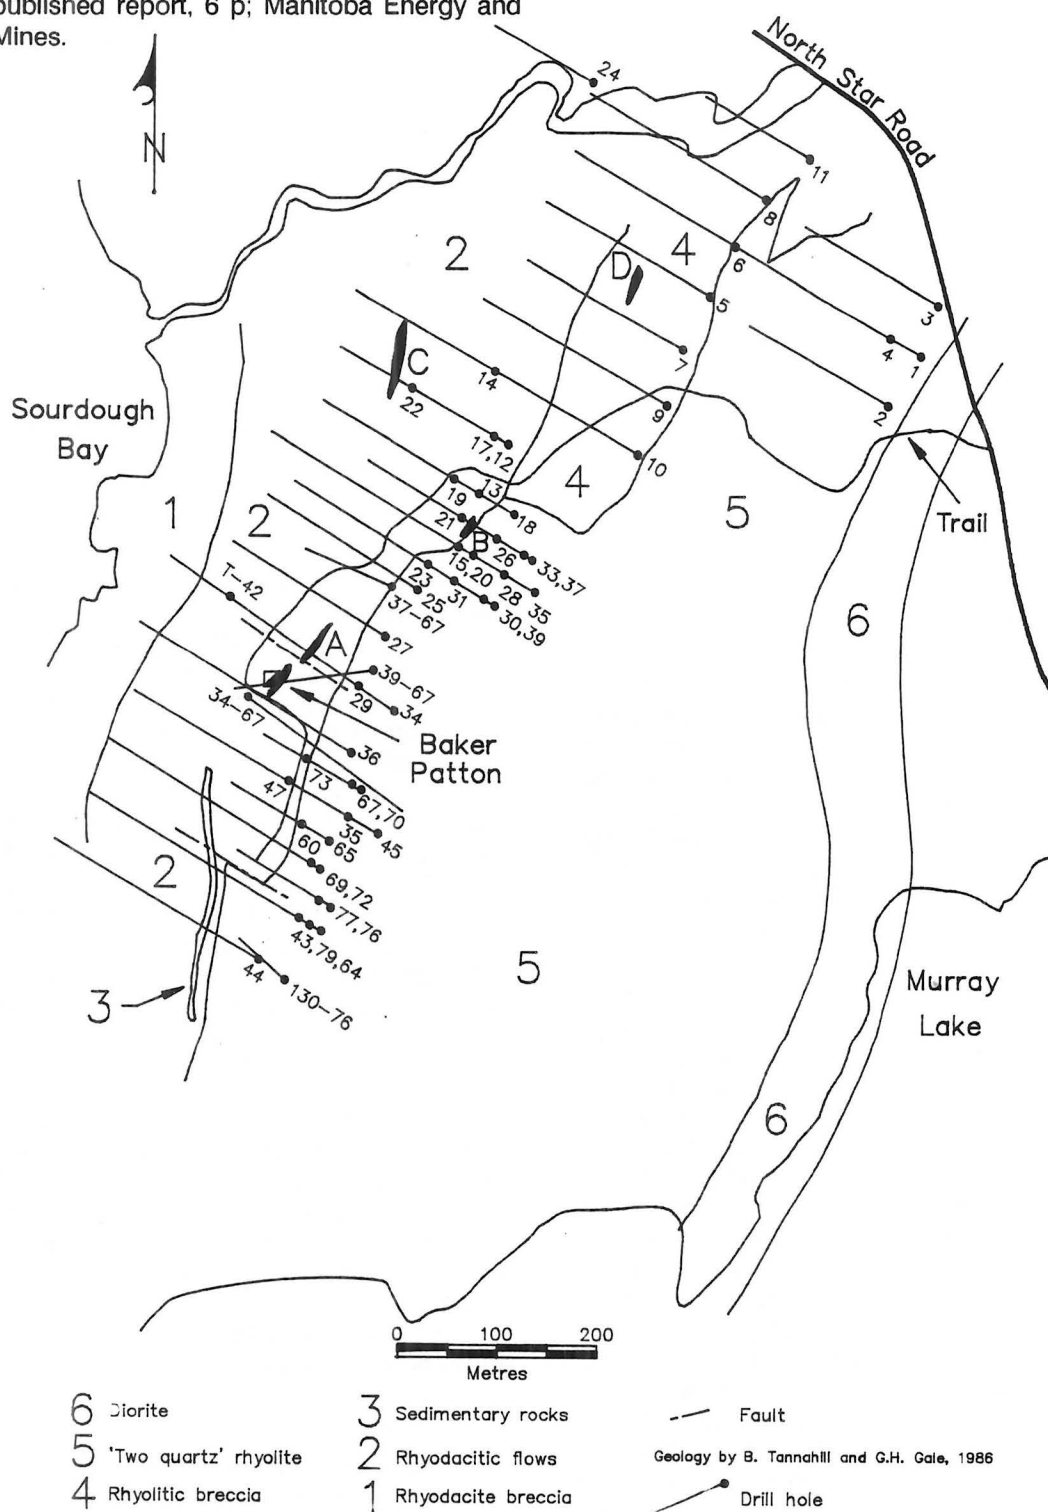 published report, 6 p; Manitoba Energy and
Mines.
North Star Road
N
24
11
8
2
4
D
6
5
3
7
4
1
C
14
22
9
2
Sourdough
Bay
17,12
10
4
5
Trail
1
2
19
13
18
21
B
26
33,37
15,20
28
35
23
31
25
30,39
37-67
T-42
27
A
39-67
29
34
34-67
36
Baker
Patton
6
73
67,70
47
35
45
60
65
2
69,72
77,76
43,79,64
44
130-76
5
3
Murray
Lake
6
0 100 200
Metres
6 Diorite
5 'Two quartz' rhyolite
4 Rhyolitic breccia
3 Sedimentary rocks
2 Rhyodacitic flows
1 Rhyodacite breccia
Fault
Geology by B. Tannahill and G.H. Gale, 1986
Drill hole